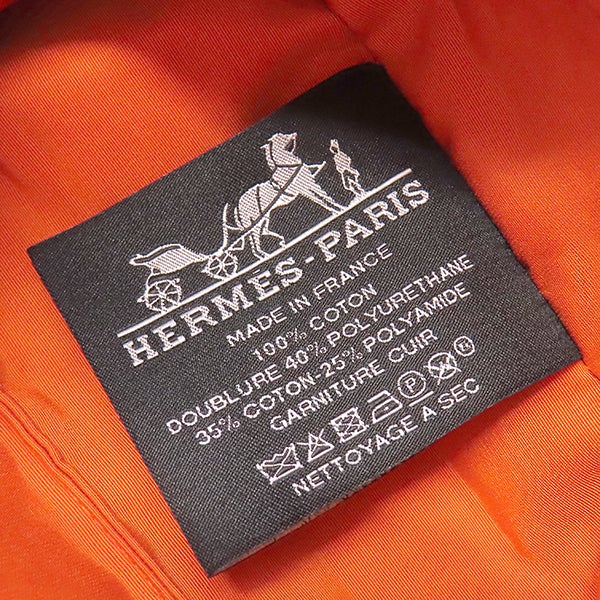 HERMES-PARIS
MADE IN FRANCE
100% COTON
DOUBLURE 40% POLYURETHANE
35% COTON-25% POLYAMIDE
GARNITURE CUIR
P
NETTOYAGE A SEC